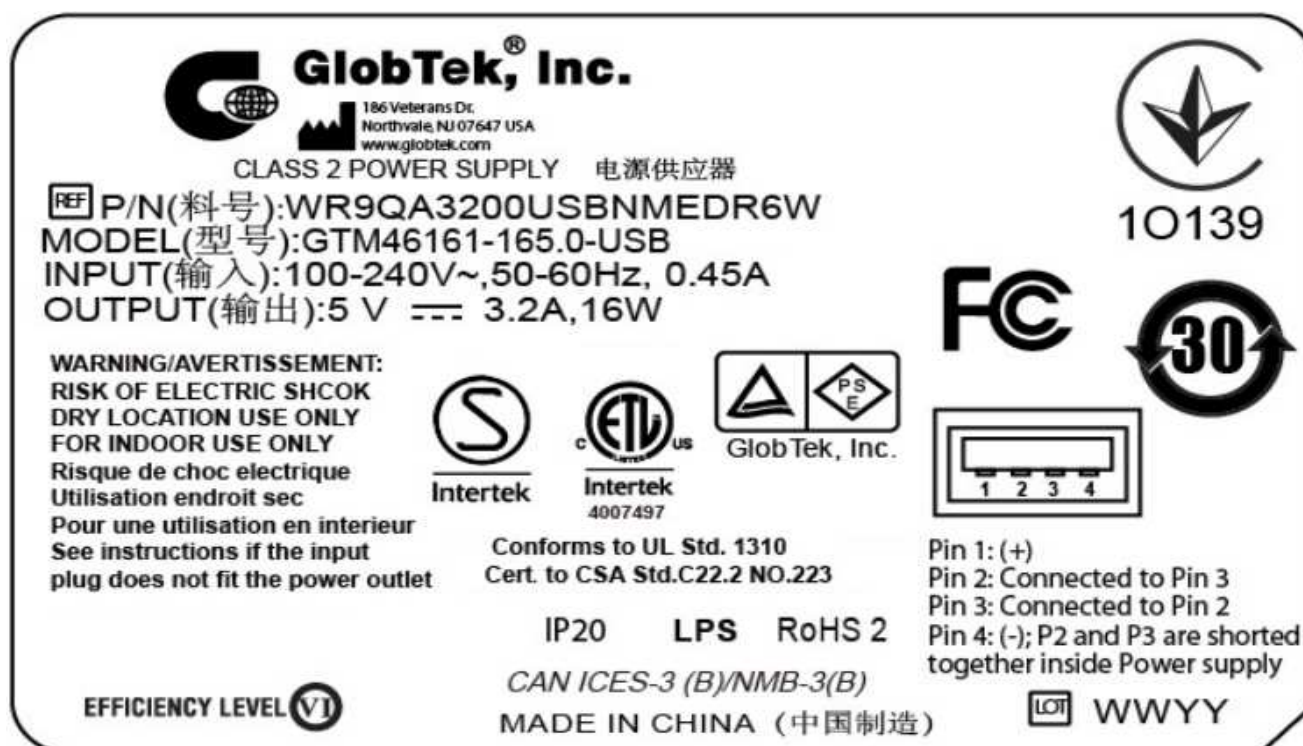 GlobTek, Inc.®
186 Veterans Dr.
Northvale, NJ 07647 USA
www.globtek.com
CLASS 2 POWER SUPPLY 电源供应器
REF P/N(料号):WR9QA3200USBNMEDR6W
MODEL(型号):GTM46161-165.0-USB
INPUT(输入):100-240V~,50-60Hz, 0.45A
OUTPUT(输出):5 V ⎓ 3.2A,16W
1O139
FC
30
WARNING/AVERTISSEMENT:
RISK OF ELECTRIC SHCOK
DRY LOCATION USE ONLY
FOR INDOOR USE ONLY
Risque de choc electrique
Utilisation endroit sec
Pour une utilisation en interieur
See instructions if the input
plug does not fit the power outlet
S
Intertek
C ETL US
LISTED
Intertek
4007497
PS
E
GlobTek, Inc.
Conforms to UL Std. 1310
Cert. to CSA Std.C22.2 NO.223
1 2 3 4
Pin 1: (+)
Pin 2: Connected to Pin 3
Pin 3: Connected to Pin 2
Pin 4: (-); P2 and P3 are shorted
together inside Power supply
IP20 LPS RoHS 2
CAN ICES-3 (B)/NMB-3(B)
MADE IN CHINA (中国制造)
EFFICIENCY LEVEL VI
LOT WWYY